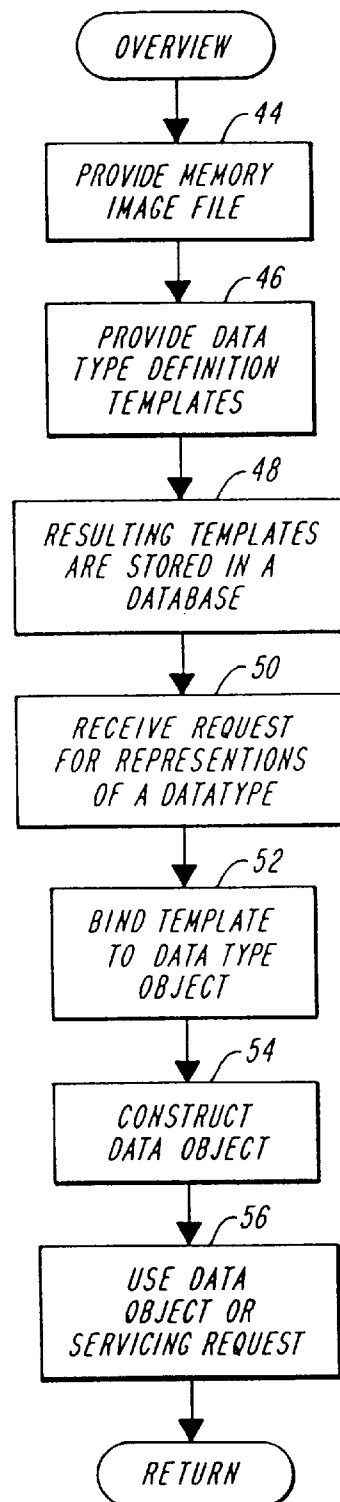 OVERVIEW
44
PROVIDE MEMORY
IMAGE FILE
46
PROVIDE DATA
TYPE DEFINITION
TEMPLATES
48
RESULTING TEMPLATES
ARE STORED IN A
DATABASE
50
RECEIVE REQUEST
FOR REPRESENTIONS
OF A DATATYPE
52
BIND TEMPLATE
TO DATA TYPE
OBJECT
54
CONSTRUCT
DATA OBJECT
56
USE DATA
OBJECT OR
SERVICING REQUEST
RETURN